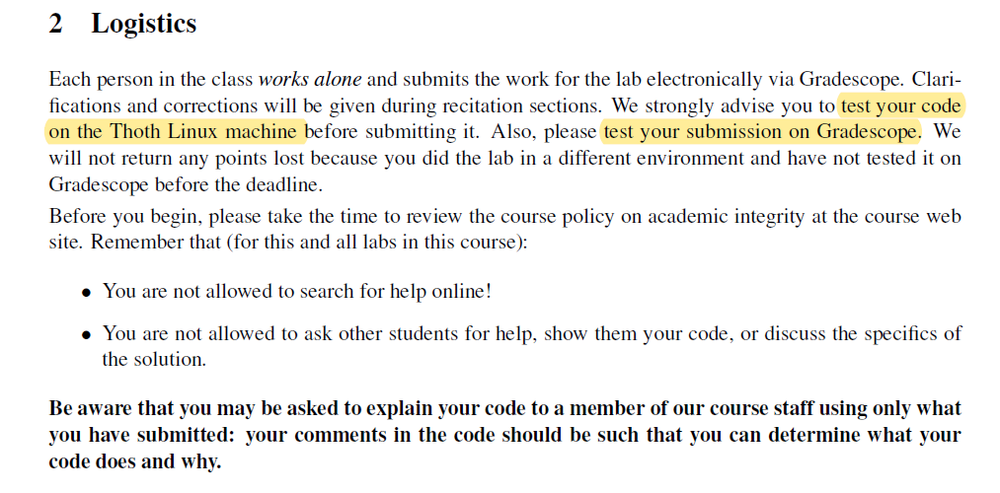 2 Logistics
Each person in the class works alone and submits the work for the lab electronically via Gradescope. Clari-
fications and corrections will be given during recitation sections. We strongly advise you to test your code
on the Thoth Linux machine before submitting it. Also, please test your submission on Gradescope. We
will not return any points lost because you did the lab in a different environment and have not tested it on
Gradescope before the deadline.
Before you begin, please take the time to review the course policy on academic integrity at the course web
site. Remember that (for this and all labs in this course):
• You are not allowed to search for help online!
• You are not allowed to ask other students for help, show them your code, or discuss the specifics of
the solution.
Be aware that you may be asked to explain your code to a member of our course staff using only what
you have submitted: your comments in the code should be such that you can determine what your
code does and why.